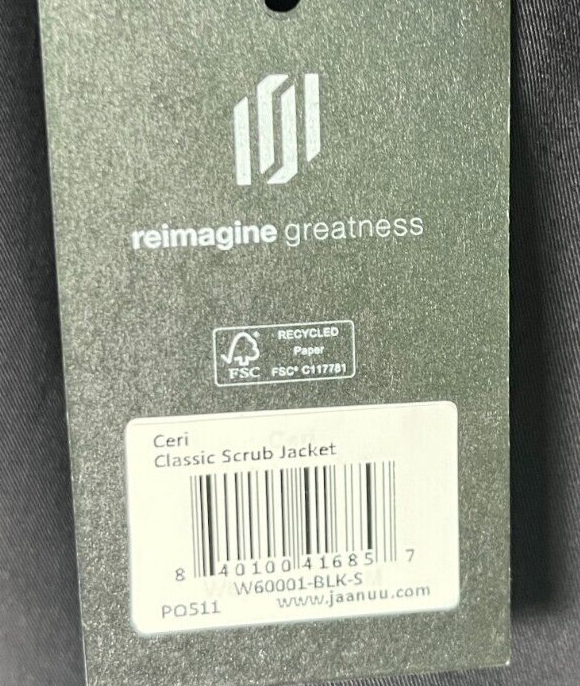 reimagine greatness
RECYCLED
Paper
FSC
FSC® C117781
Ceri
Classic Scrub Jacket
8 40100 41685 7
W60001-BLK-S
PO511 www.jaanuu.com